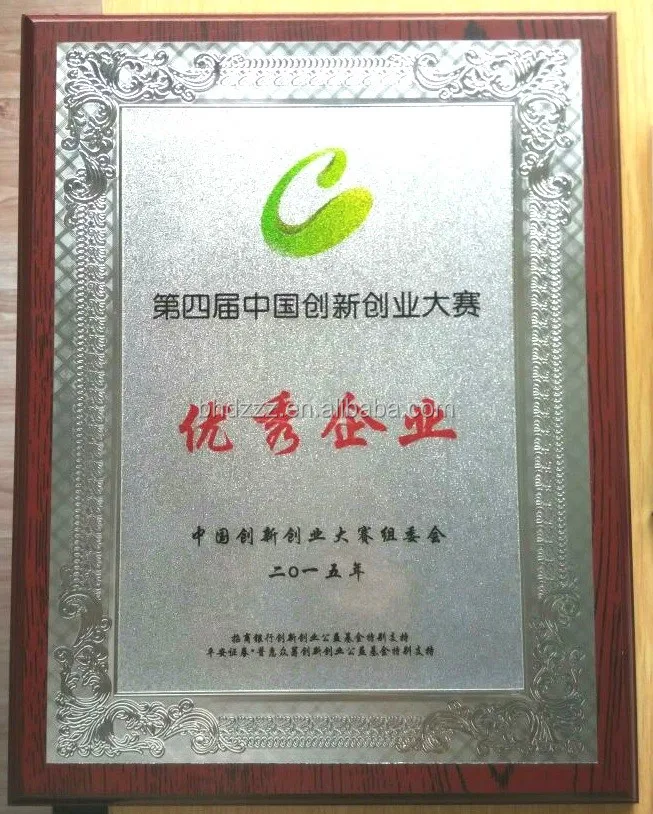 第四届中国创新创业大赛
phdzzz.en.alibaba.com
优秀企业
中国创新创业大赛组委会
二〇一五年
招商银行创新创业公益基金特别支持
平安证券·普惠众筹创新创业公益基金特别支持